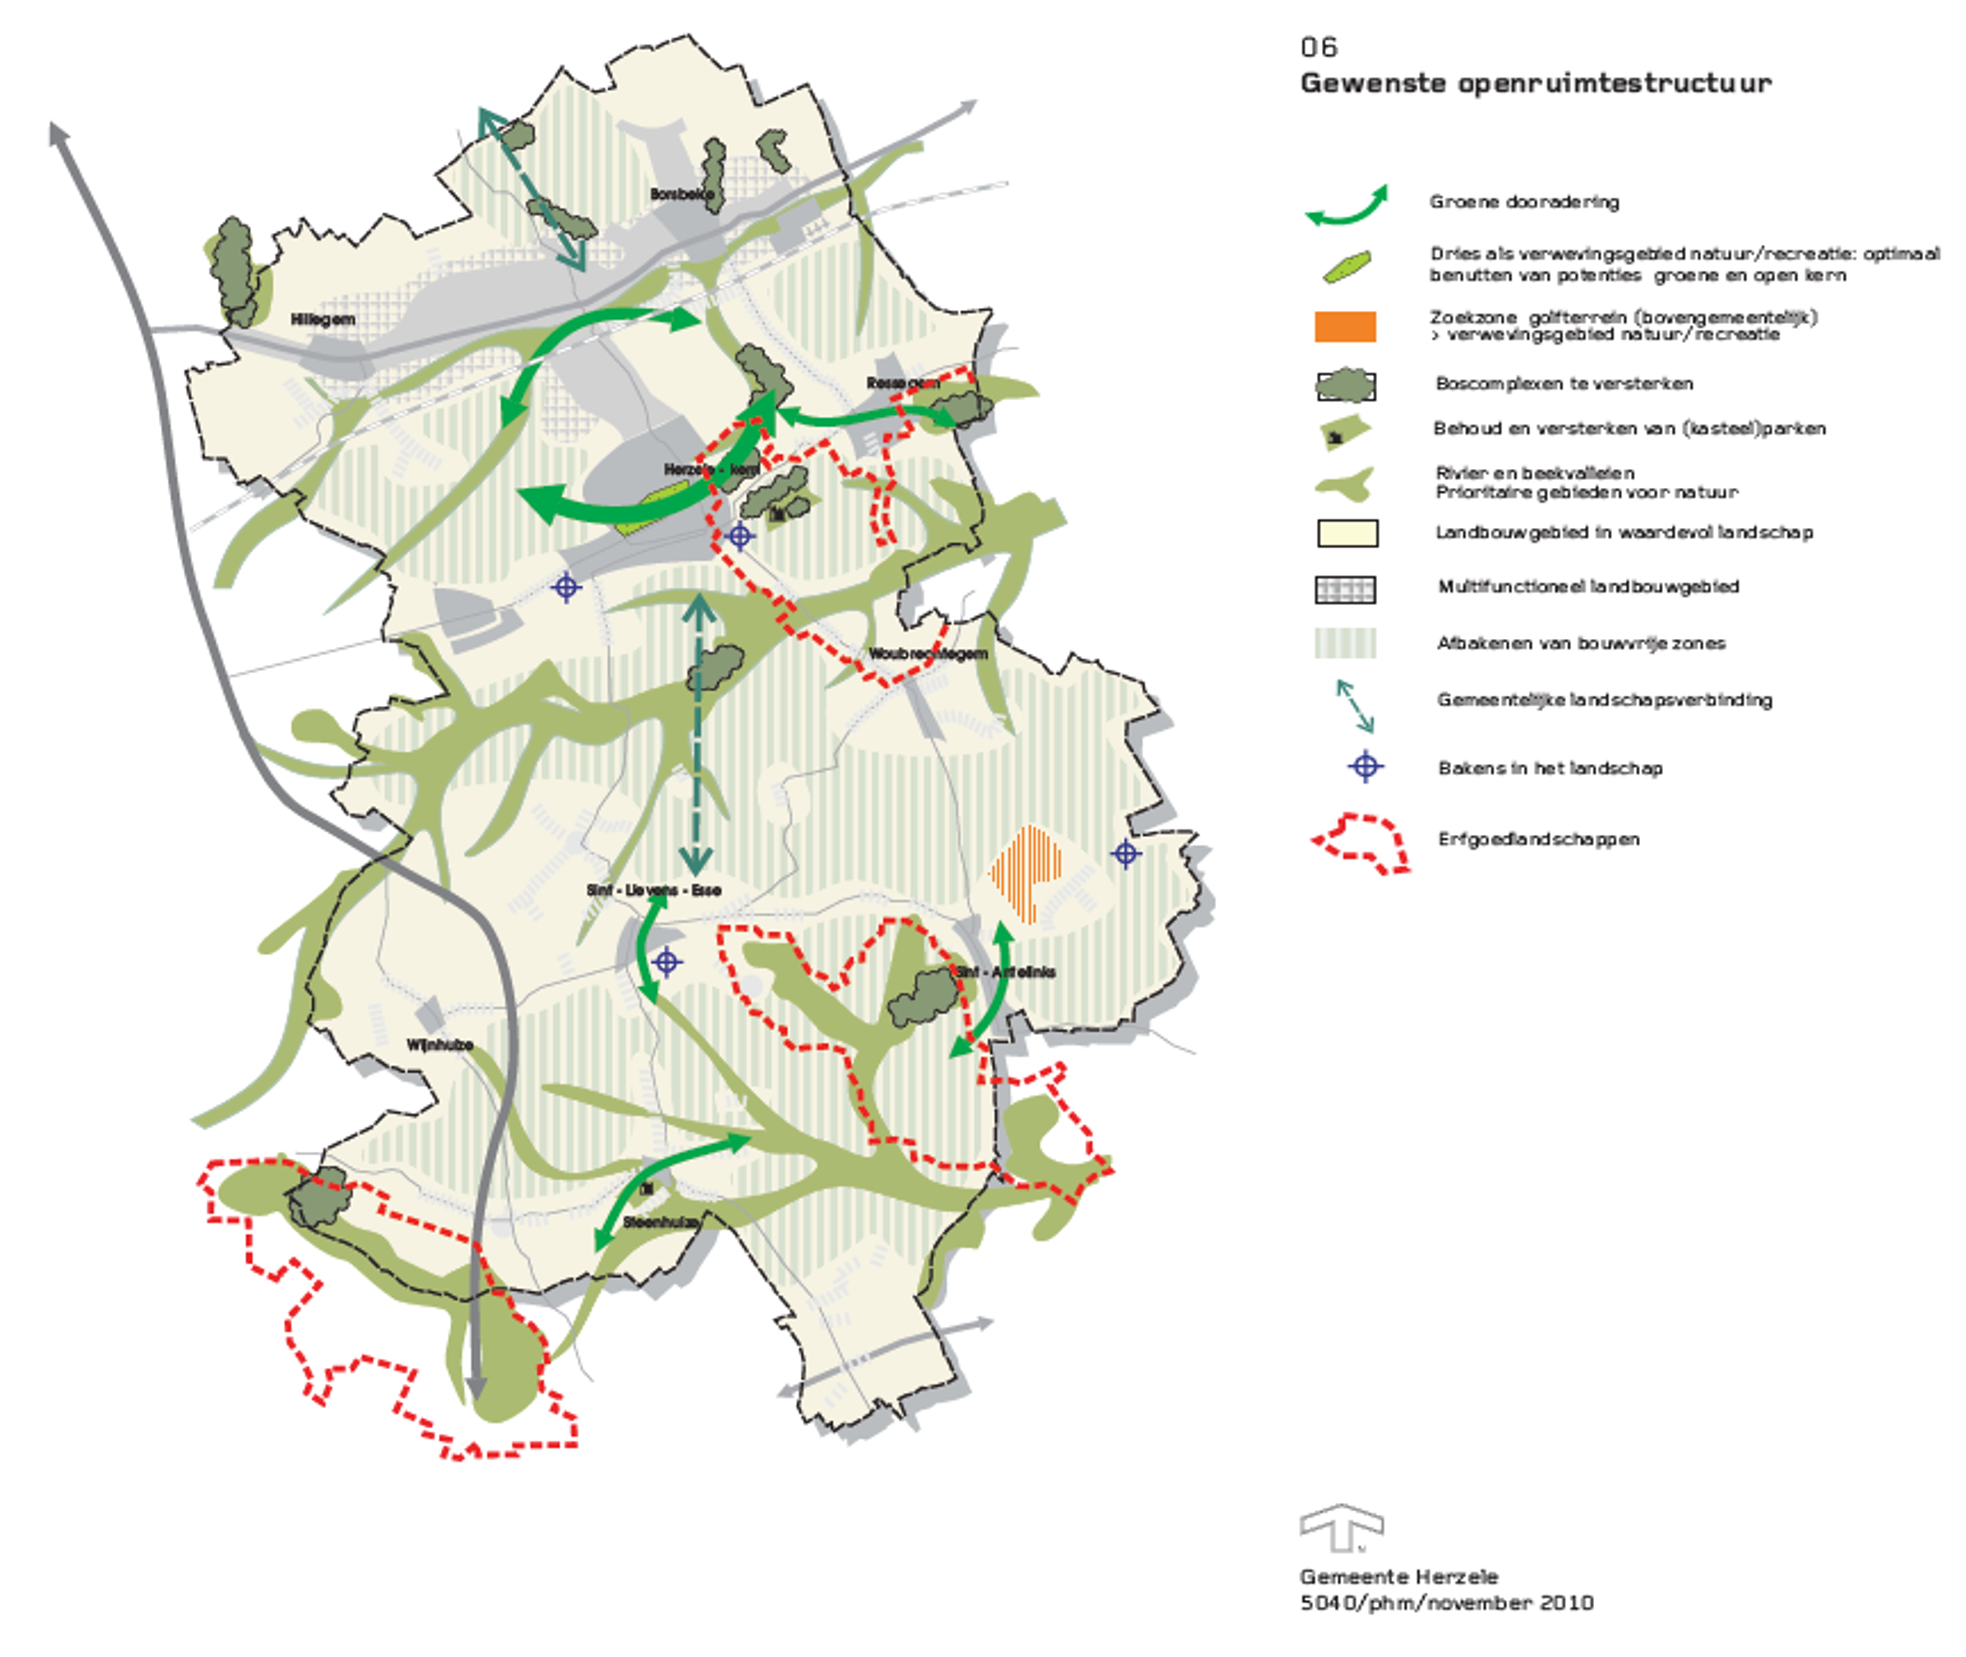 06
Gewenste openruimtestructuur
Groene dooradering
Dries als verwevingsgebied natuur/recreatie: optimaal
benutten van potenties groene en open kern
Zoekzone golfterrein (bovengemeentelijk)
> verwevingsgebied natuur/recreatie
Boscomplexen te versterken
Behoud en versterken van (kasteel)parken
Rivier en beekvalleien
Prioritaire gebieden voor natuur
Landbouwgebied in waardevol landschap
Multifunctioneel landbouwgebied
Afbakenen van bouwvrije zones
Gemeentelijke landschapsverbinding
Bakens in het landschap
Erfgoedlandschappen
Borsbeke
Hillegem
Ressegem
Herzele - kern
Woubrechtegem
Sint - Lievens - Esse
Sint - Antelinks
Wijnhuize
Steenhuize
N
Gemeente Herzele
5040/phm/november 2010